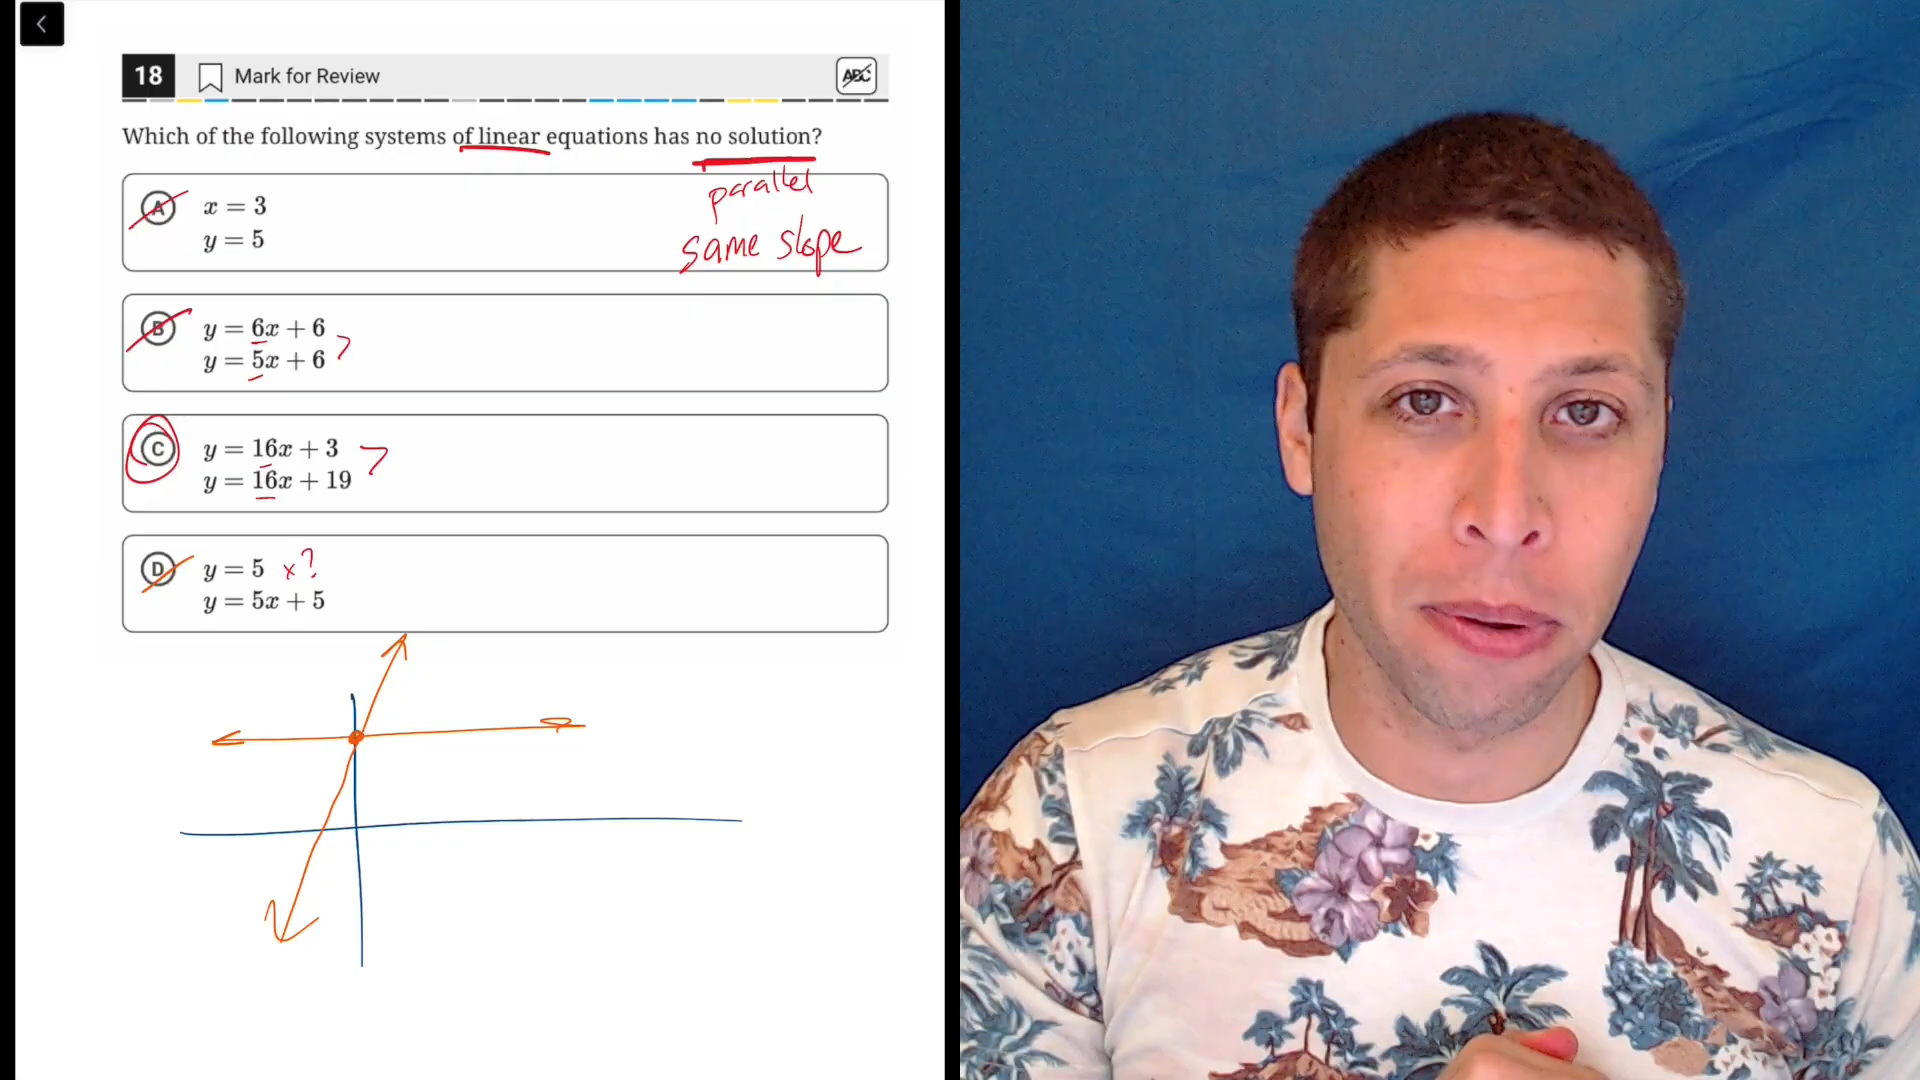 18 Mark for Review ABC
Which of the following systems of linear equations has no solution?
parallel
same slope
A x = 3
y = 5
B y = 6x + 6
y = 5x + 6
C y = 16x + 3
y = 16x + 19
D y = 5 x?
y = 5x + 5